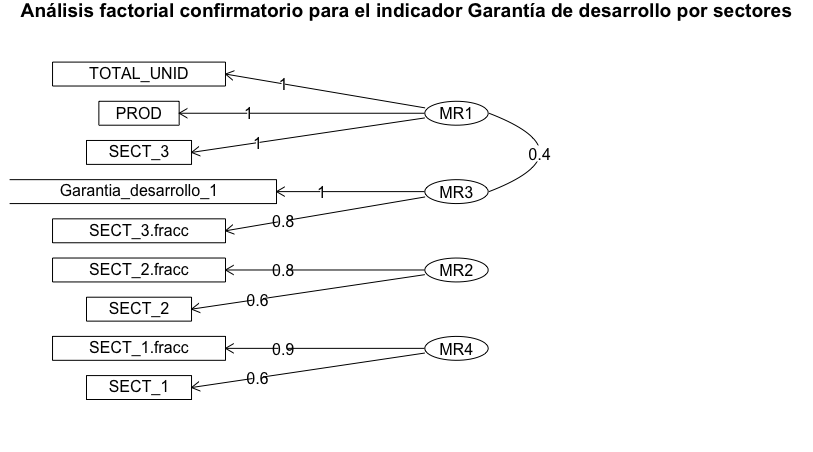 Análisis factorial confirmatorio para el indicador Garantía de desarrollo por sectores
TOTAL_UNID
1
PROD
1
MR1
SECT_3
1
0.4
Garantia_desarrollo_1
1
MR3
SECT_3.fracc
0.8
SECT_2.fracc
0.8
MR2
SECT_2
0.6
SECT_1.fracc
0.9
MR4
SECT_1
0.6